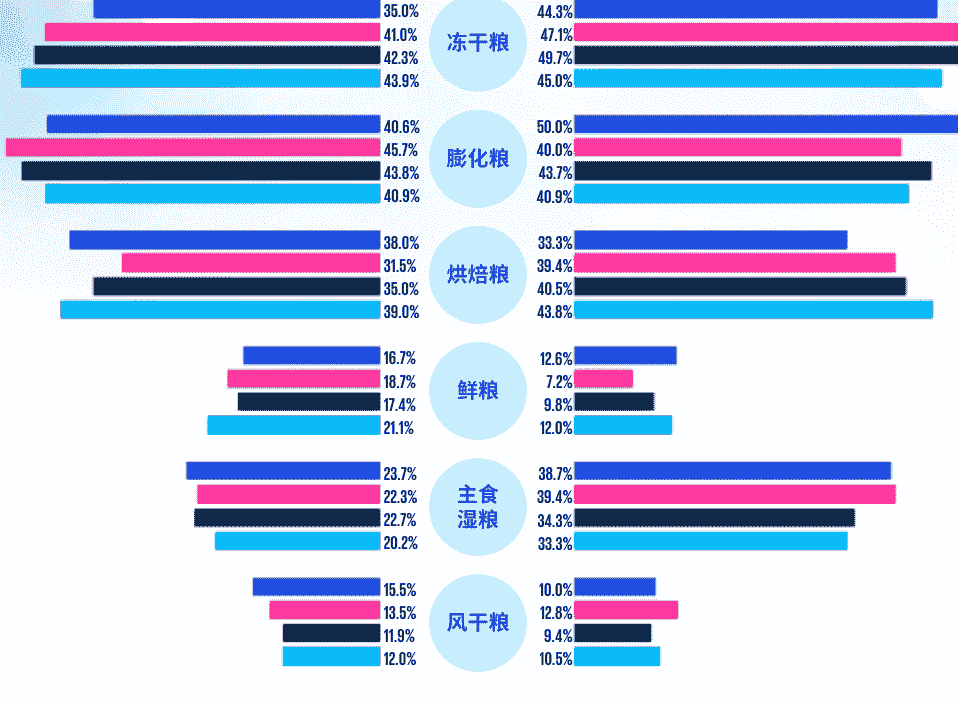 35.0% 冻干粮 44.3%
41.0% 47.1%
42.3% 49.7%
43.9% 45.0%
40.6% 膨化粮 50.0%
45.7% 40.0%
43.8% 43.7%
40.9% 40.9%
38.0% 烘焙粮 33.3%
31.5% 39.4%
35.0% 40.5%
39.0% 43.8%
16.7% 鲜粮 12.6%
18.7% 7.2%
17.4% 9.8%
21.1% 12.0%
23.7% 主食 38.7%
22.3% 湿粮 39.4%
22.7% 34.3%
20.2% 33.3%
15.5% 风干粮 10.0%
13.5% 12.8%
11.9% 9.4%
12.0% 10.5%